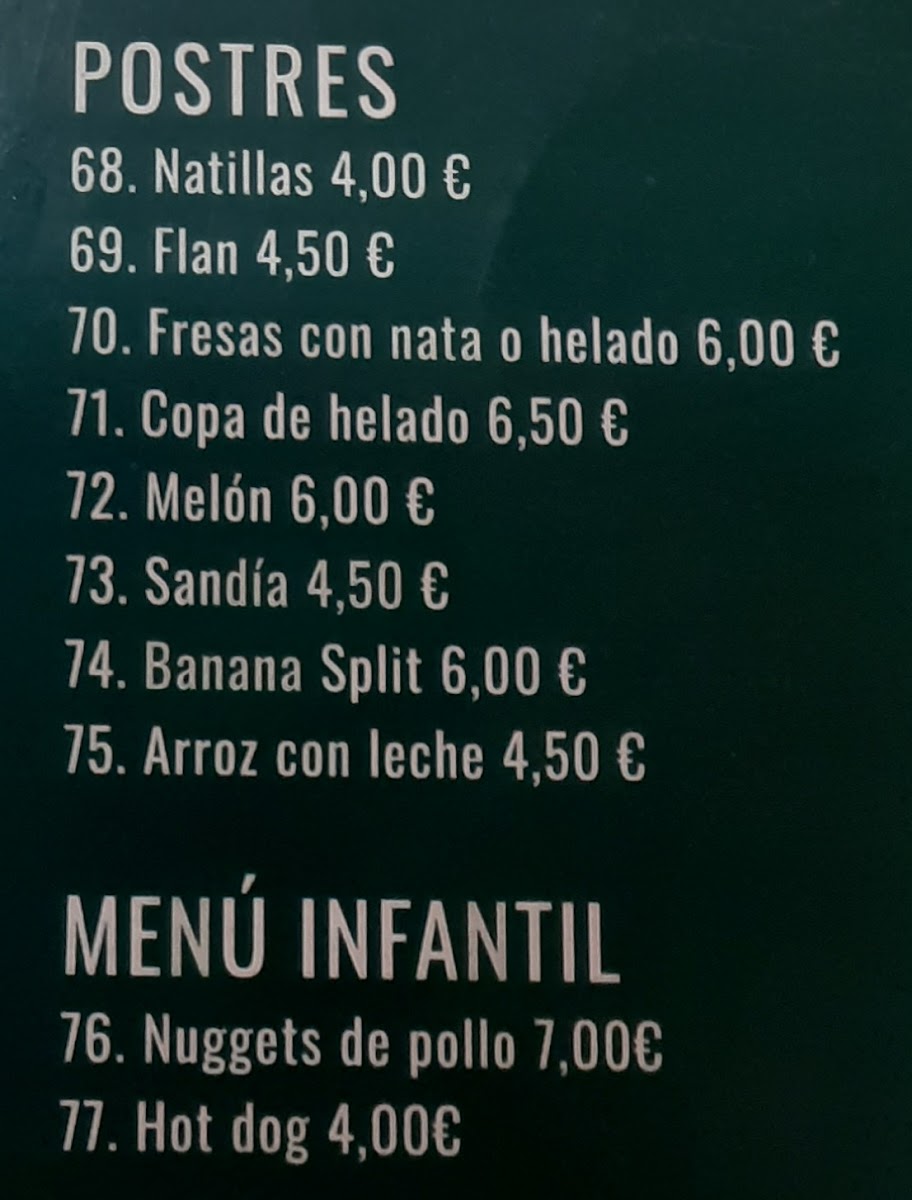 POSTRES
68. Natillas 4,00 €
69. Flan 4,50 €
70. Fresas con nata o helado 6,00 €
71. Copa de helado 6,50 €
72. Melón 6,00 €
73. Sandía 4,50 €
74. Banana Split 6,00 €
75. Arroz con leche 4,50 €
MENÚ INFANTIL
76. Nuggets de pollo 7,00€
77. Hot dog 4,00€